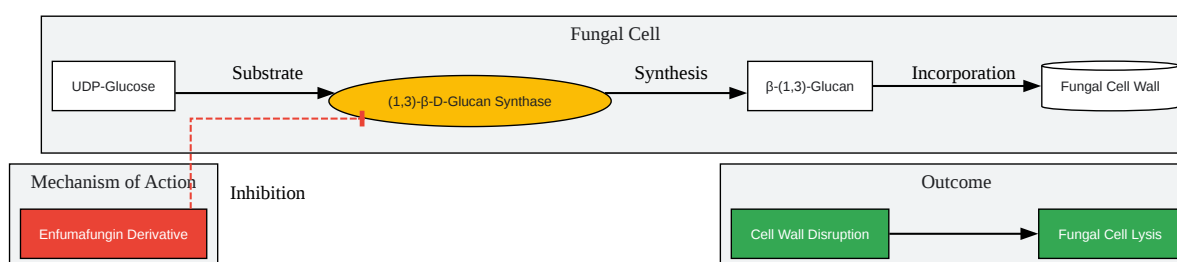 Fungal Cell
Substrate
Synthesis
Incorporation
UDP-Glucose
(1,3)-β-D-Glucan Synthase
β-(1,3)-Glucan
Fungal Cell Wall
Mechanism of Action
Inhibition
Outcome
Enfumafungin Derivative
Cell Wall Disruption
Fungal Cell Lysis